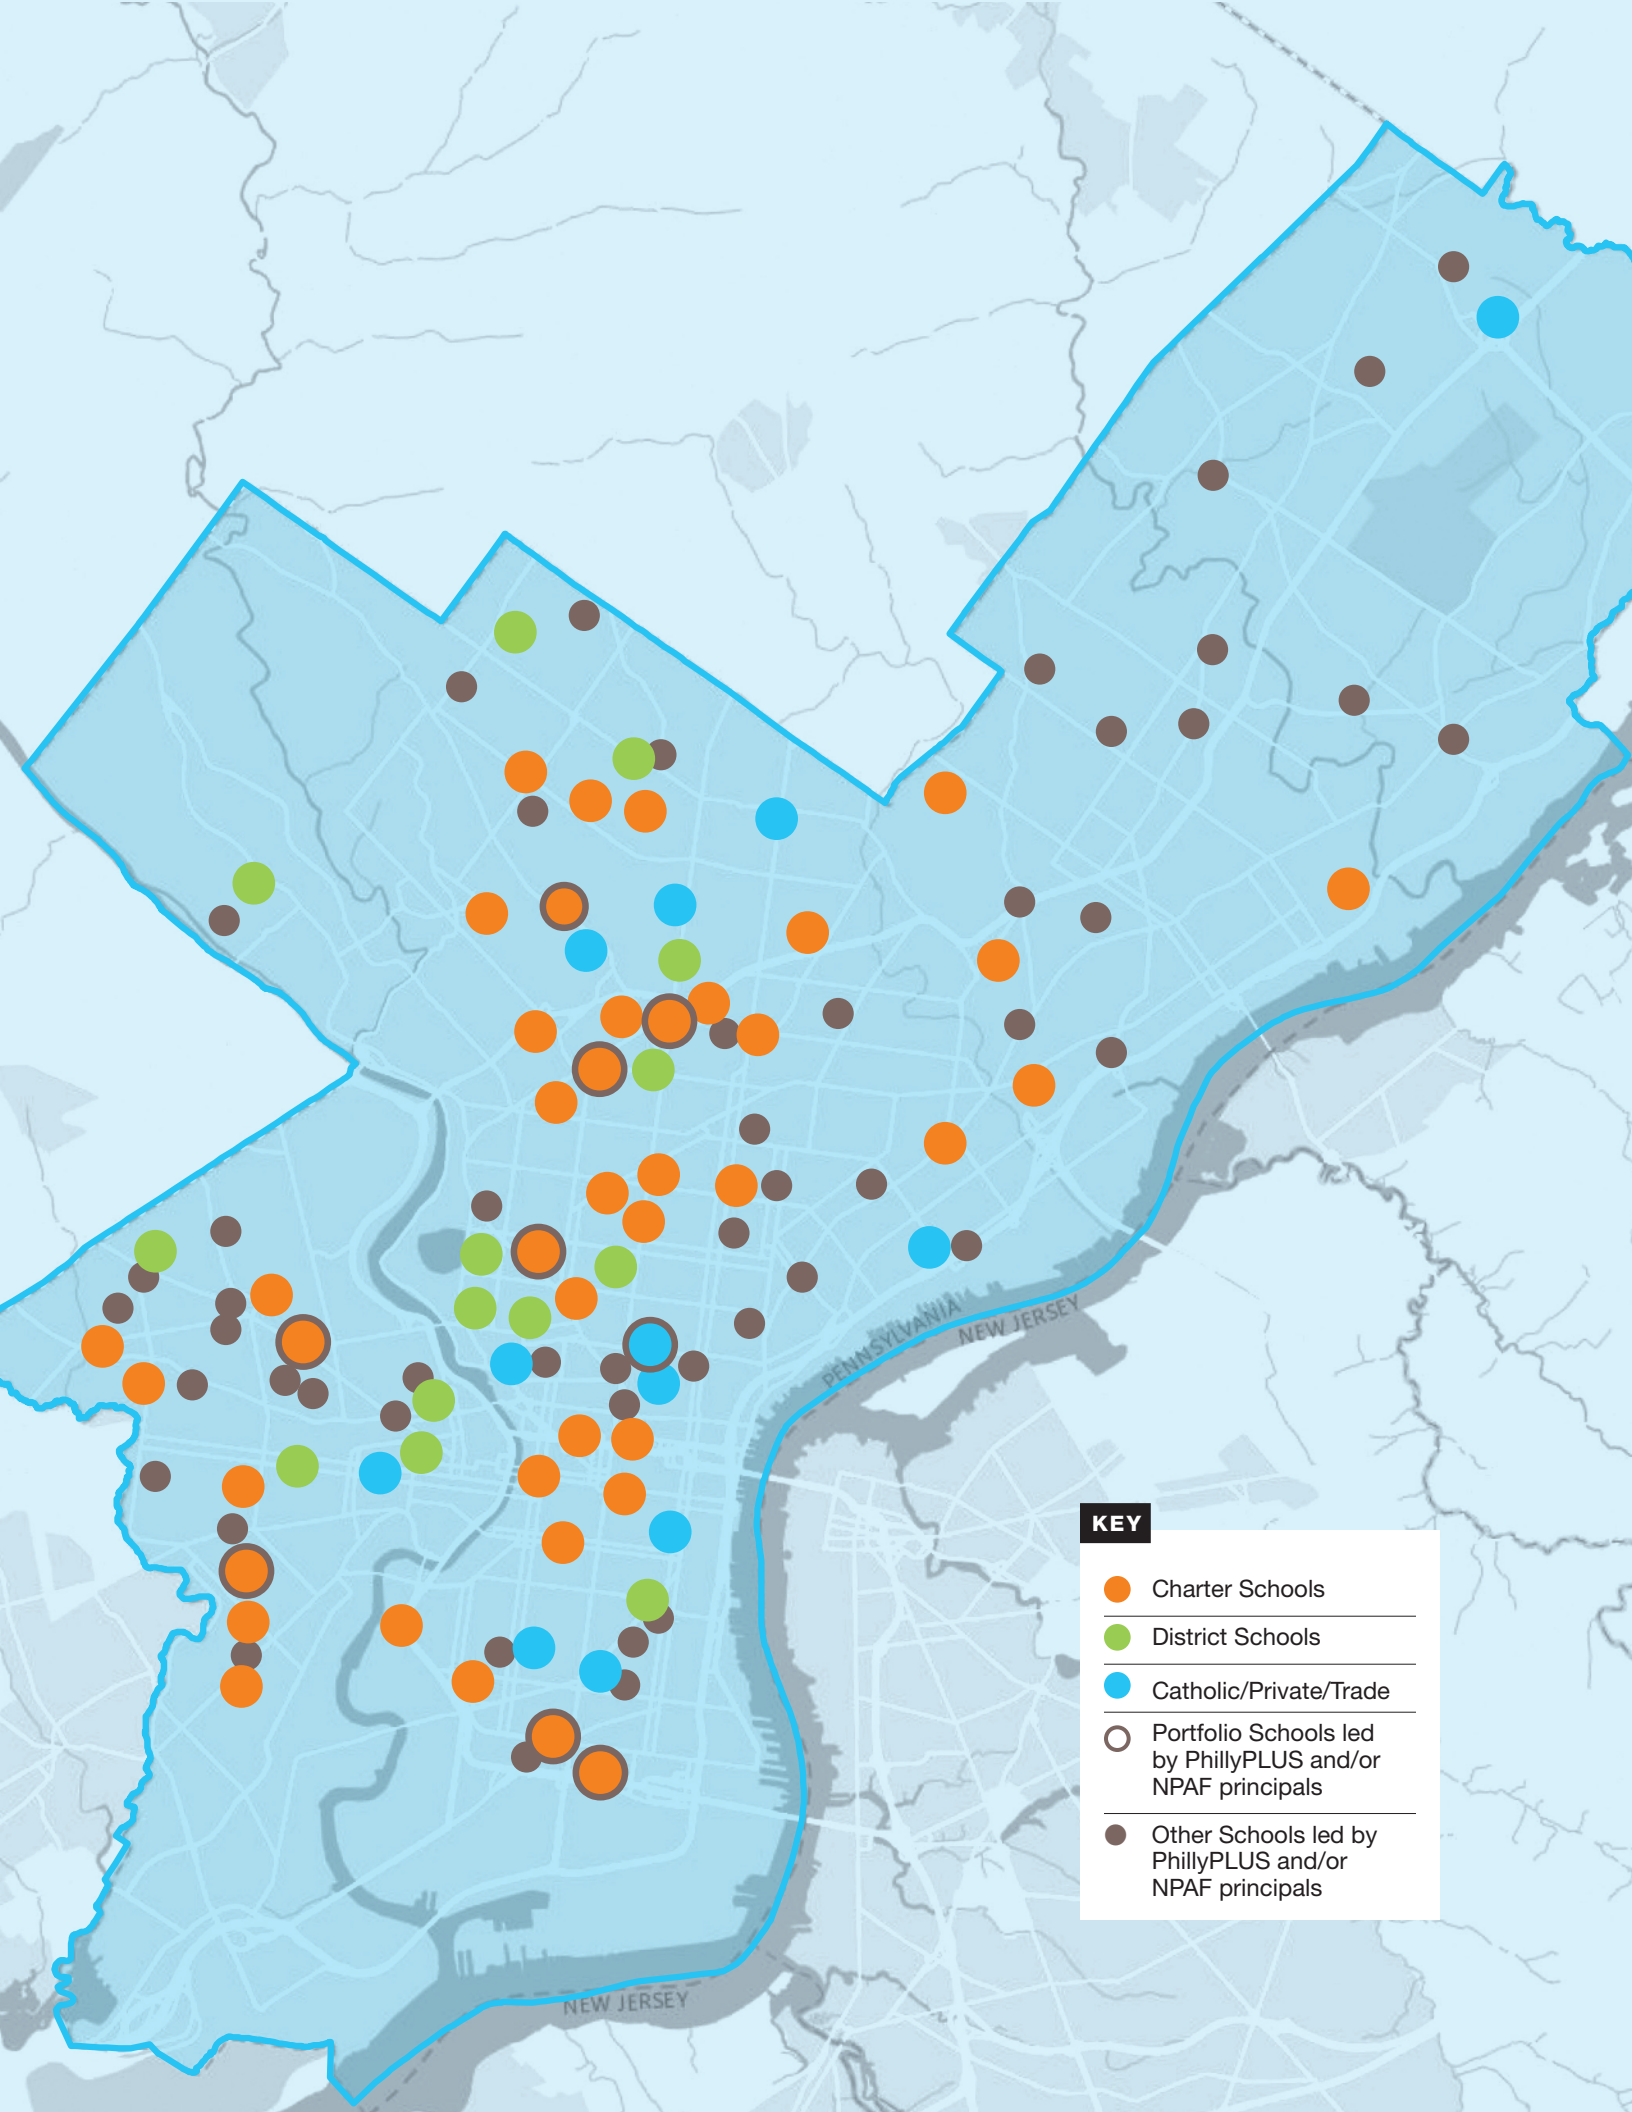 PENNSYLVANIA
NEW JERSEY
KEY
Charter Schools
District Schools
Catholic/Private/Trade
Portfolio Schools led
by PhillyPLUS and/or
NPAF principals
Other Schools led by
PhillyPLUS and/or
NPAF principals
NEW JERSEY